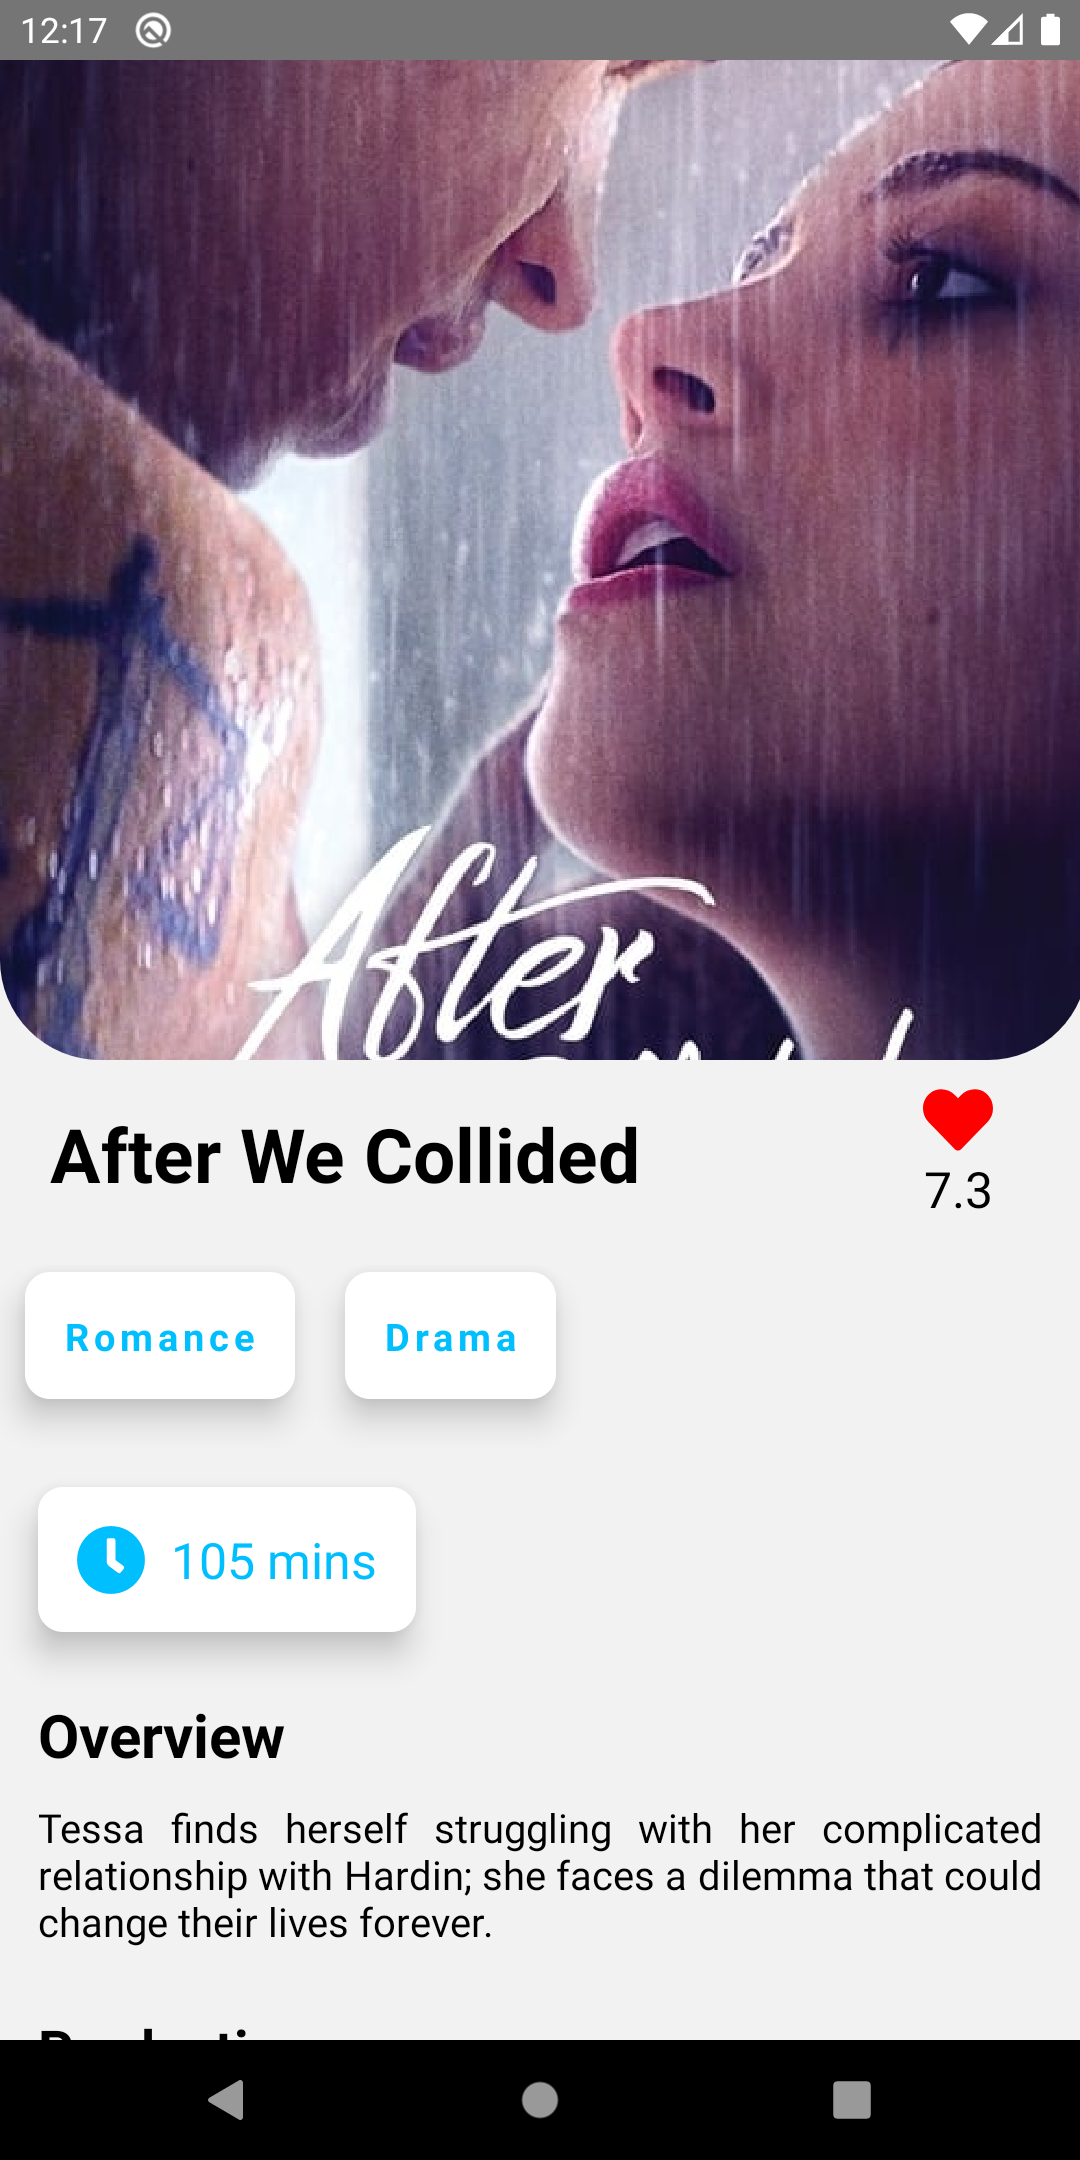 12:17
After
After We Collided
7.3
Romance
Drama
105 mins
Overview
Tessa finds herself struggling with her complicated
relationship with Hardin; she faces a dilemma that could
change their lives forever.